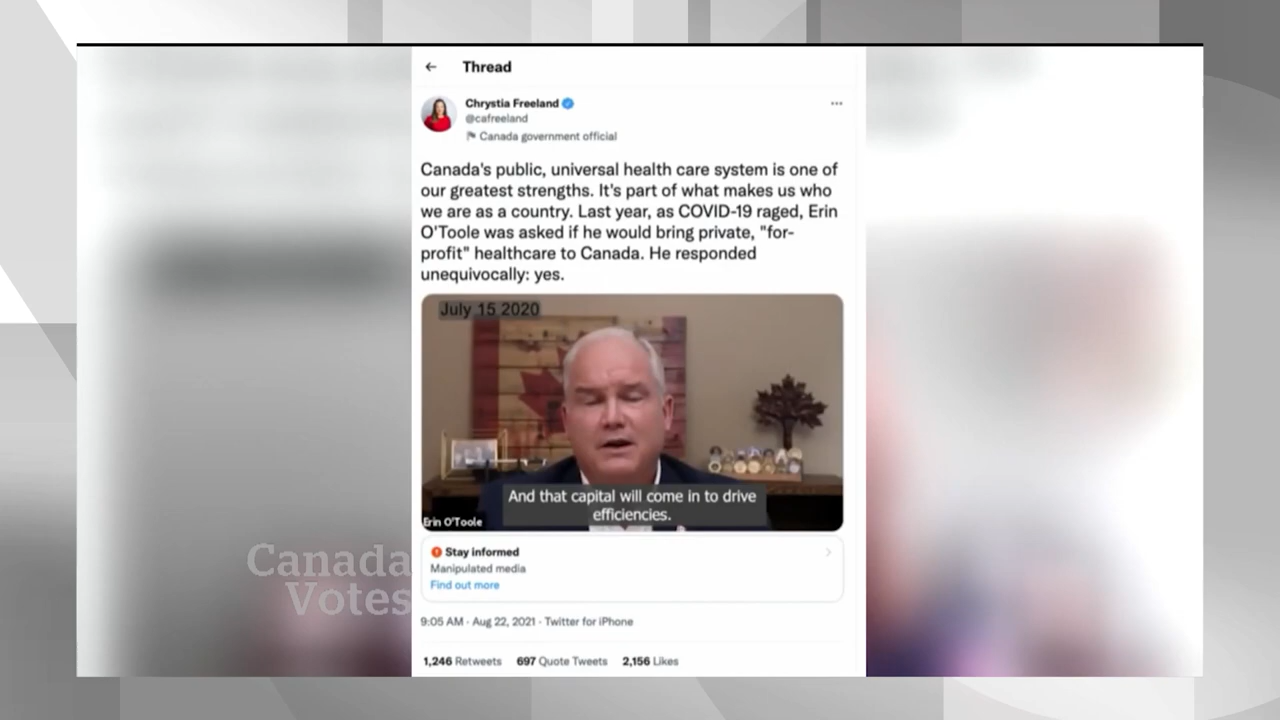 Thread
Chrystia Freeland
@cafreeland
Canada government official
Canada's public, universal health care system is one of
our greatest strengths. It's part of what makes us who
we are as a country. Last year, as COVID-19 raged, Erin
O'Toole was asked if he would bring private, "for-
profit" healthcare to Canada. He responded
unequivocally: yes.
July 15 2020
And that capital will come in to drive
efficiencies.
Erin O'Toole
Stay informed
Manipulated media
Find out more
9:05 AM · Aug 22, 2021 · Twitter for iPhone
1,246 Retweets 697 Quote Tweets 2,156 Likes
Canada
Votes